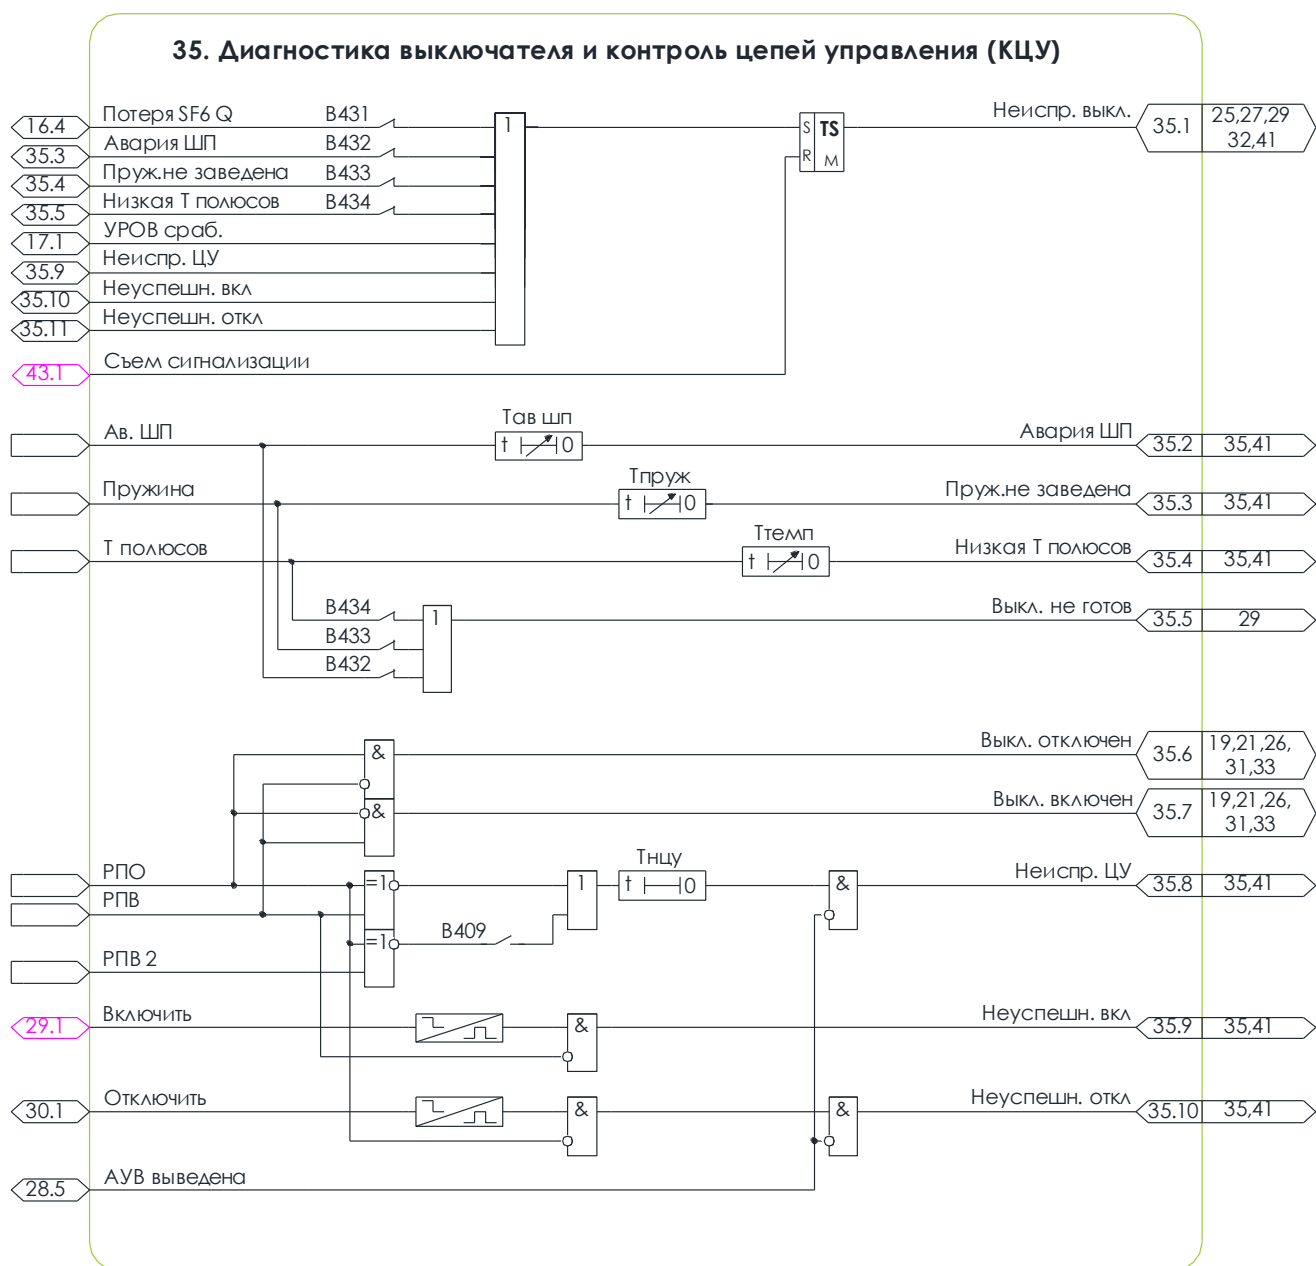 35. Диагностика выключателя и контроль цепей управления (КЦУ)
16.4 Потеря SF6 Q B431 1 S TS Неиспр. выкл. 35.1 25,27,29
32,41
35.3 Авария ШП B432 R M
35.4 Пруж.не заведена B433
35.5 Низкая Т полюсов B434
17.1 УРОВ сраб.
35.9 Неиспр. ЦУ
35.10 Неуспешн. вкл
35.11 Неуспешн. откл
43.1 Съем сигнализации
Тав шп
Ав. ШП t 0 Авария ШП 35.2 35,41
Тпруж
Пружина t 0 Пруж.не заведена 35.3 35,41
Ттемп
Т полюсов t 0 Низкая Т полюсов 35.4 35,41
B434 1 Выкл. не готов 35.5 29
B433
B432
& Выкл. отключен 35.6 19,21,26,
31,33
& Выкл. включен 35.7 19,21,26,
31,33
Тнцу
РПО =1 1 t 0 & Неиспр. ЦУ 35.8 35,41
РПВ
=1 B409
РПВ 2
29.1 Включить & Неуспешн. вкл 35.9 35,41
30.1 Отключить & & Неуспешн. откл 35.10 35,41
28.5 АУВ выведена